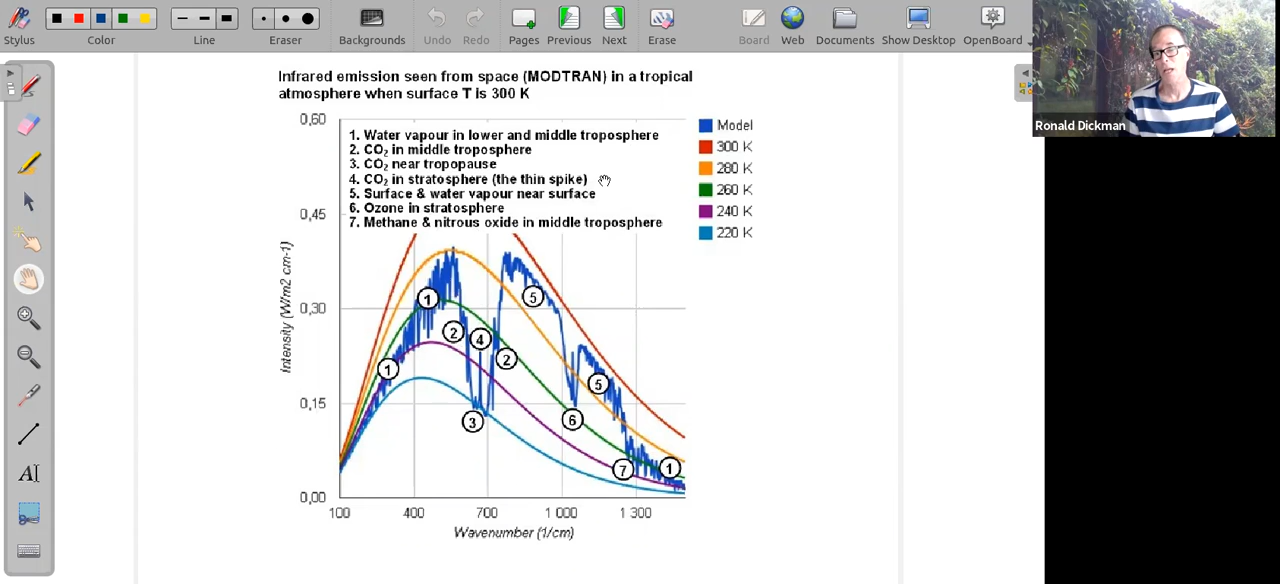 Stylus
Color
Line
Eraser
Backgrounds
Undo
Redo
Pages
Previous
Next
Erase
Board
Web
Documents
Show Desktop
OpenBoard
Ronald Dickman
Infrared emission seen from space (MODTRAN) in a tropical
atmosphere when surface T is 300 K
1. Water vapour in lower and middle troposphere
2. CO₂ in middle troposphere
3. CO₂ near tropopause
4. CO₂ in stratosphere (the thin spike)
5. Surface & water vapour near surface
6. Ozone in stratosphere
7. Methane & nitrous oxide in middle troposphere
Model
300 K
280 K
260 K
240 K
220 K
Intensity (W/m2 cm-1)
0,60
0,45
0,30
0,15
0,00
1
1
2
4
2
3
5
5
6
7
1
100
400
700
1 000
1 300
Wavenumber (1/cm)
A